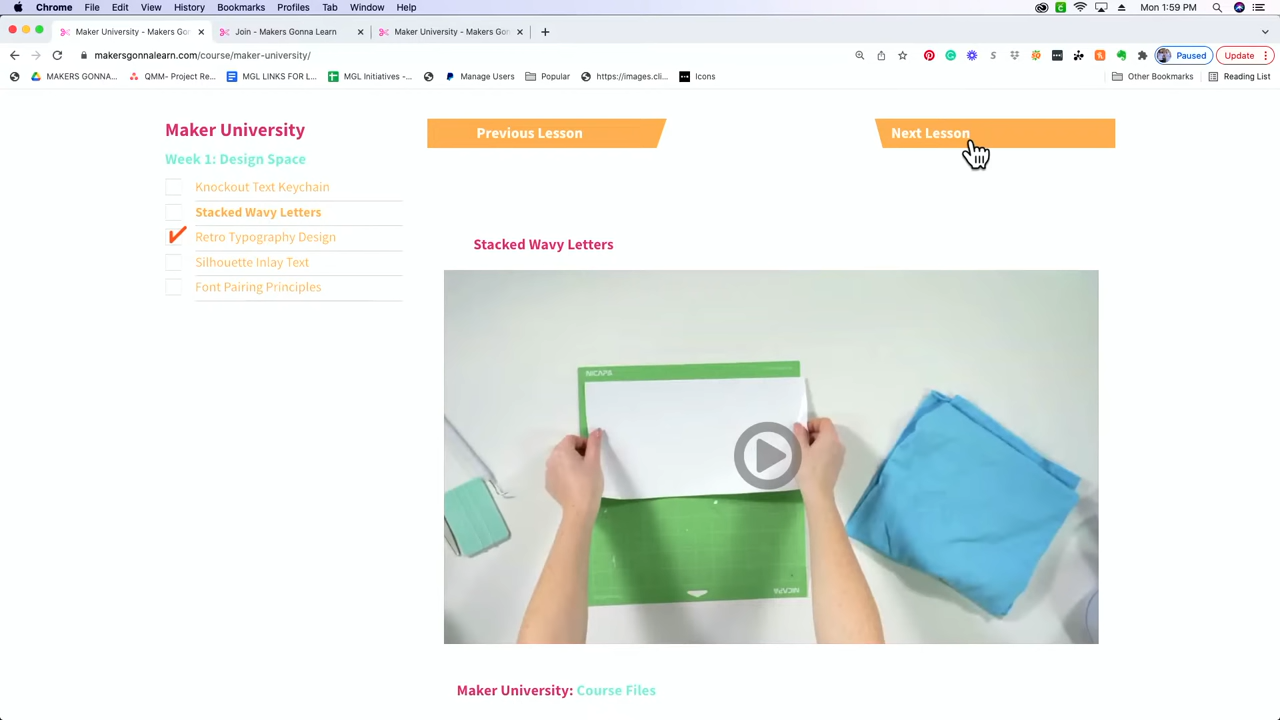 Chrome File Edit View History Bookmarks Profiles Tab Window Help Mon 1:59 PM
Maker University - Makers Gon Join - Makers Gonna Learn Maker University - Makers Gon
makersgonnalearn.com/course/maker-university/ Paused Update
MAKERS GONNA... QMM- Project Re... MGL LINKS FOR L... MGL Initiatives -... Manage Users Popular https://images.cli... Icons Other Bookmarks Reading List
Maker University
Previous Lesson
Next Lesson
Week 1: Design Space
Knockout Text Keychain
Stacked Wavy Letters
Retro Typography Design
Silhouette Inlay Text
Font Pairing Principles
Stacked Wavy Letters
NICAPA
NICAPA
Maker University: Course Files